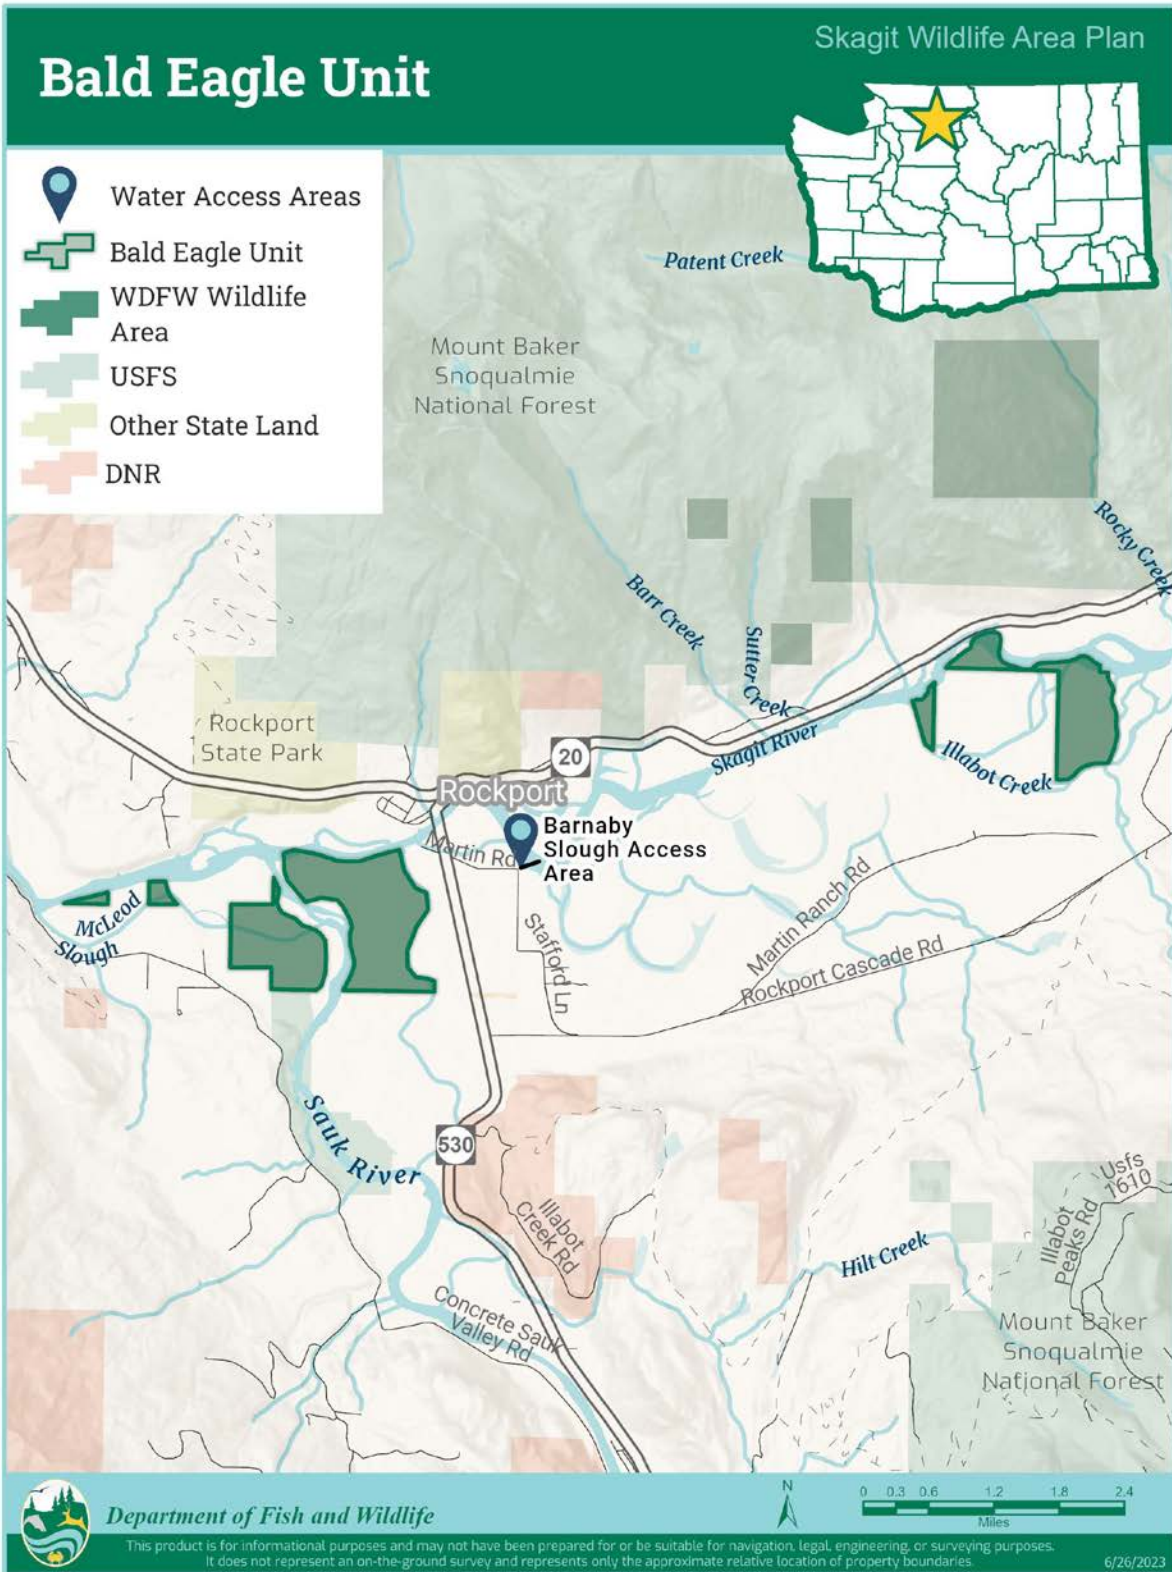 Skagit Wildlife Area Plan
Bald Eagle Unit
Water Access Areas
Bald Eagle Unit
WDFW Wildlife
Area
USFS
Other State Land
DNR
Patent Creek
Mount Baker
Snoqualmie
National Forest
Rocky Creek
Barr Creek
Sutter
Creek
Rockport
State Park
20
Skagit River
Illabot Creek
Rockport
Barnaby
Slough Access
Area
Martin Rd
McLeod
Slough
Stafford Ln
Martin Ranch Rd
Rockport Cascade Rd
Sauk River
530
Illabot
Creek Rd
Usfs
1610
Illabot
Peaks Rd
Hilt Creek
Concrete Sauk
Valley Rd
Mount Baker
Snoqualmie
National Forest
Department of Fish and Wildlife
N
0 0.3 0.6 1.2 1.8 2.4
Miles
This product is for informational purposes and may not have been prepared for or be suitable for navigation, legal, engineering, or surveying purposes.
It does not represent an on-the-ground survey and represents only the approximate relative location of property boundaries.
6/26/2023